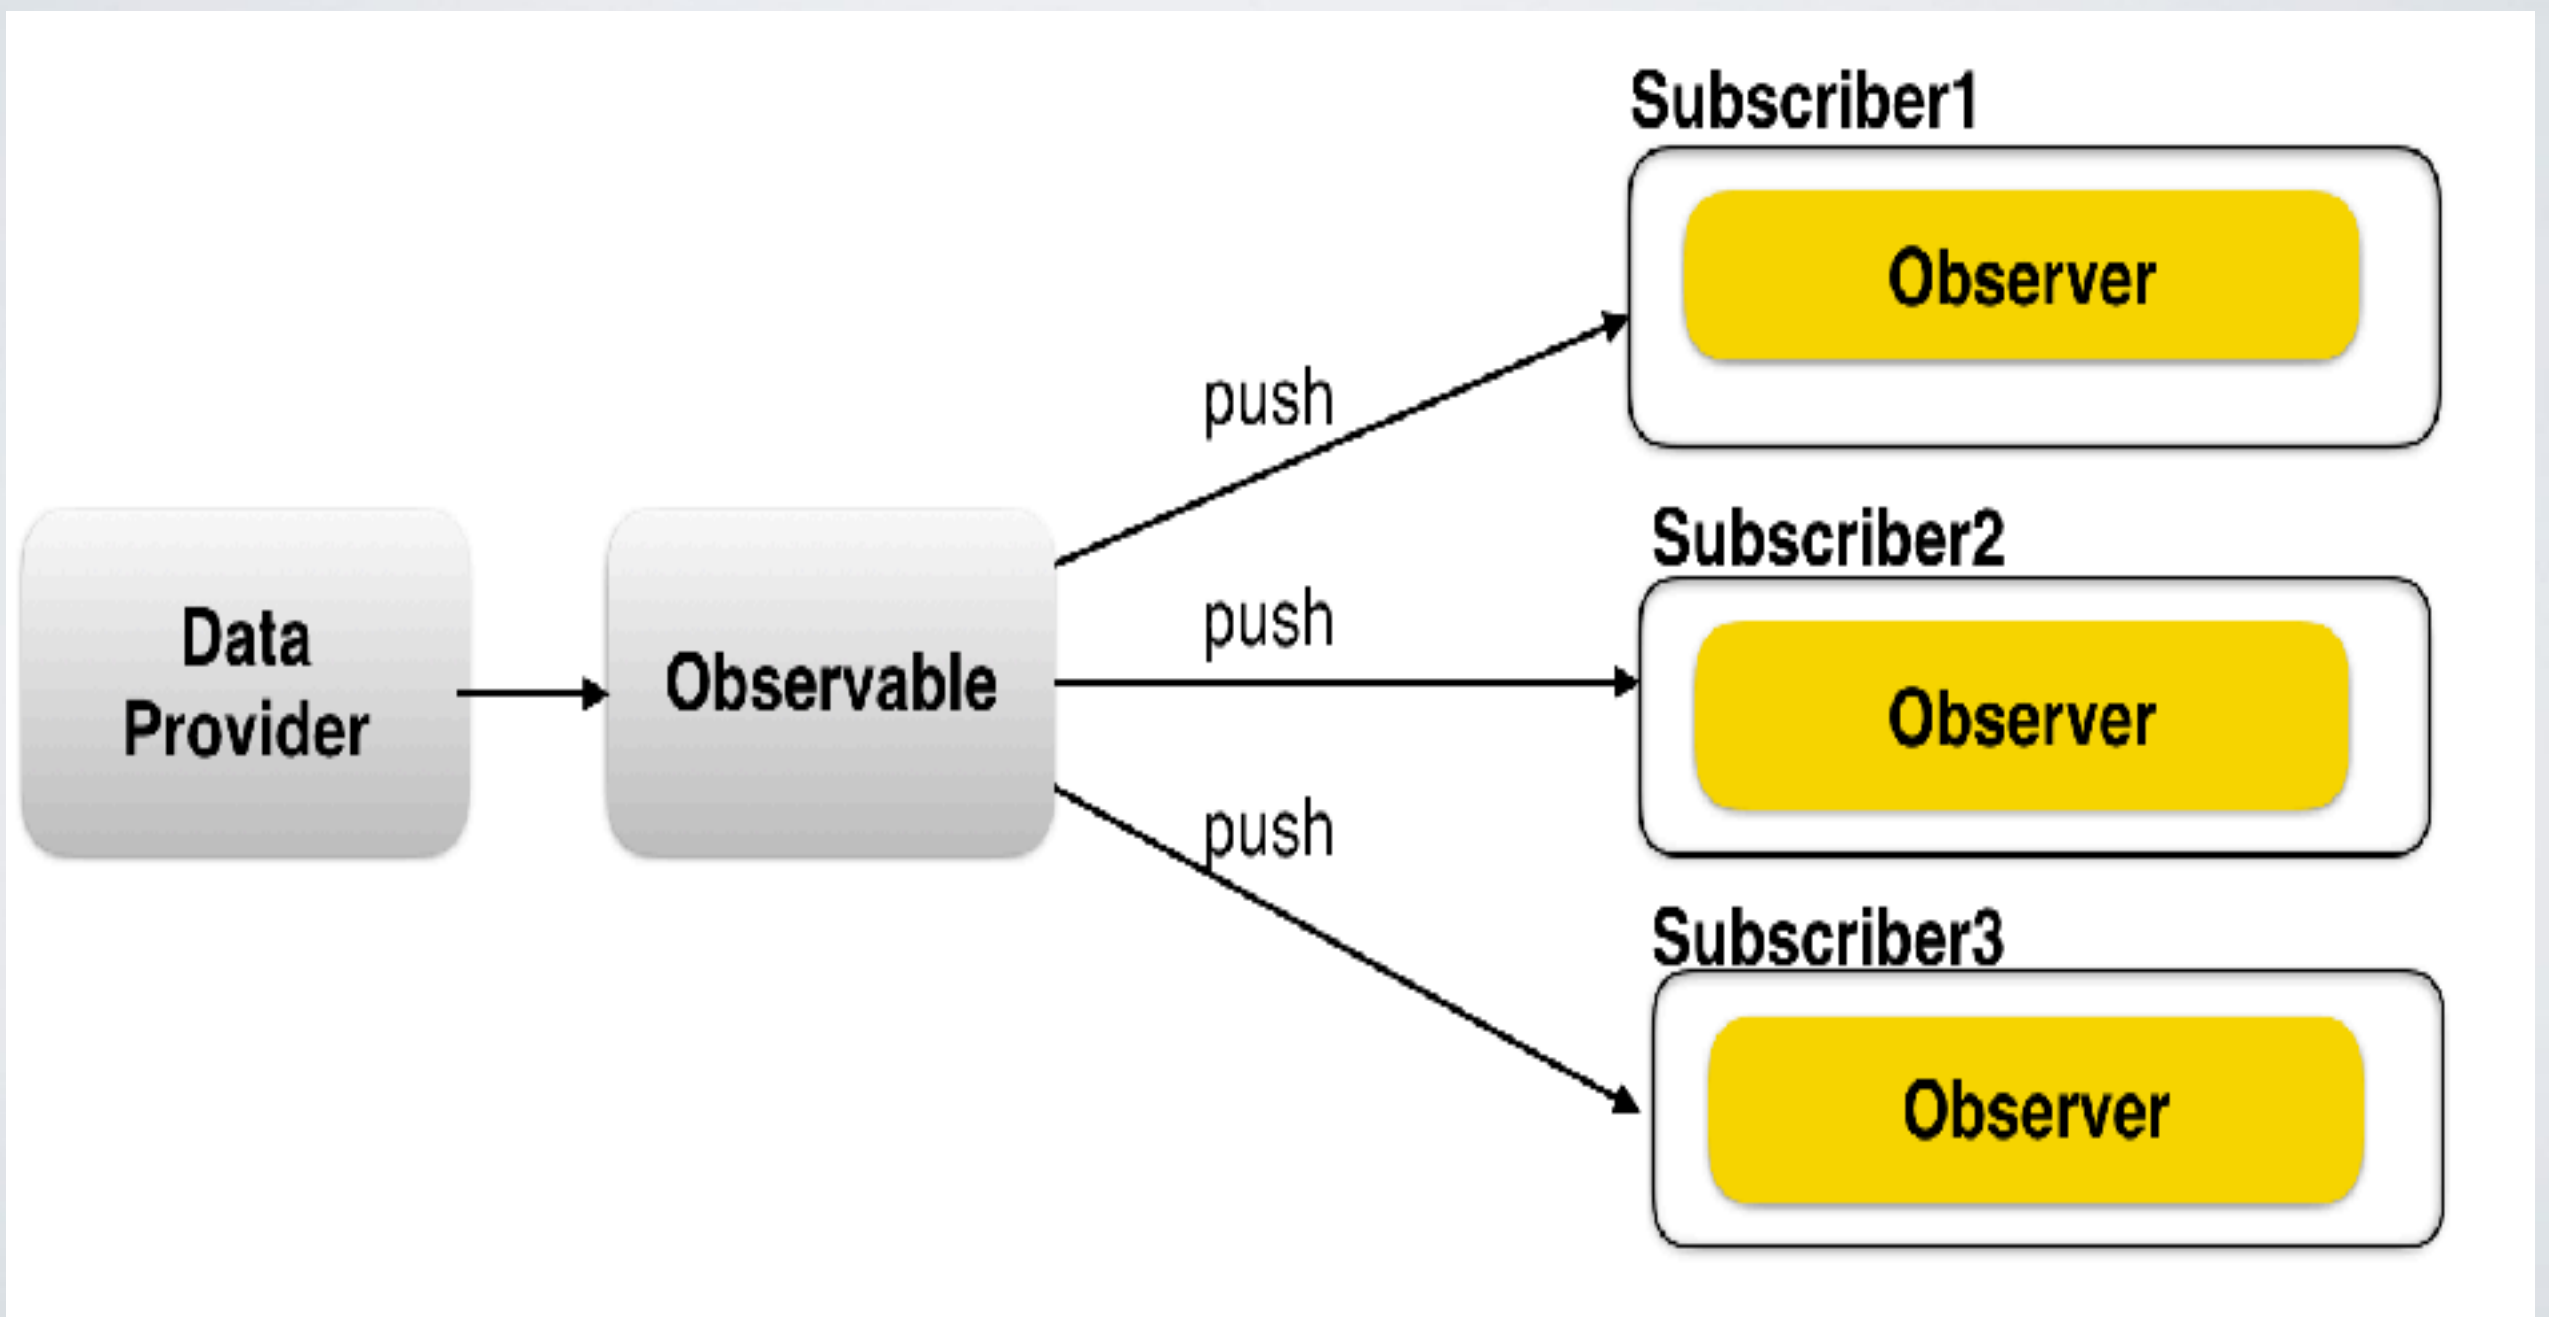 Data
Provider
Observable
push
push
push
Subscriber1
Observer
Subscriber2
Observer
Subscriber3
Observer